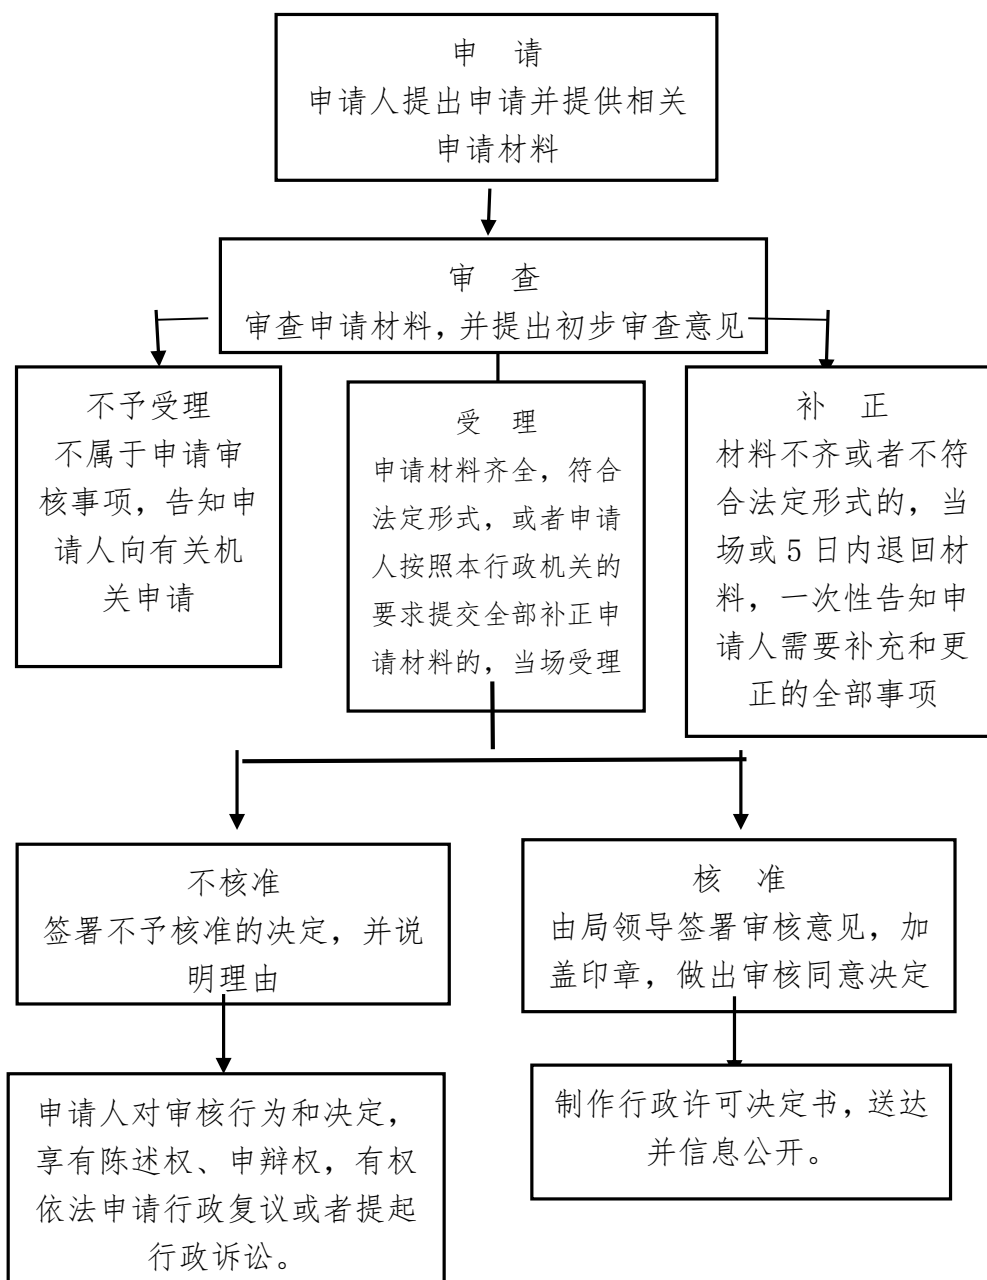 申 请
申请人提出申请并提供相关
申请材料
审 查
审查申请材料，并提出初步审查意见
不予受理
不属于申请审
核事项，告知申
请人向有关机
关申请
受 理
申请材料齐全，符合
法定形式，或者申请
人按照本行政机关的
要求提交全部补正申
请材料的，当场受理
补 正
材料不齐或者不符
合法定形式的，当
场或 5 日内退回材
料，一次性告知申
请人需要补充和更
正的全部事项
不核准
签署不予核准的决定，并说
明理由
核 准
由局领导签署审核意见，加
盖印章，做出审核同意决定
申请人对审核行为和决定，
享有陈述权、申辩权，有权
依法申请行政复议或者提起
行政诉讼。
制作行政许可决定书，送达
并信息公开。